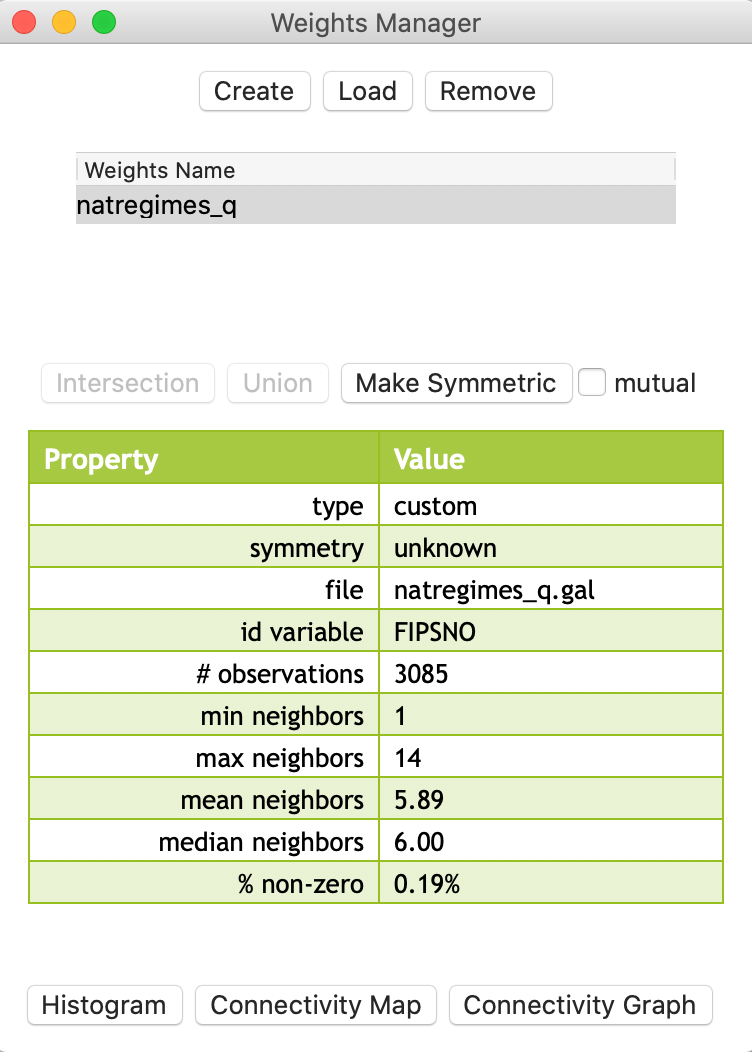 Weights Manager
Create Load Remove
Weights Name
natregimes_q
Intersection Union Make Symmetric mutual
Property Value
type custom
symmetry unknown
file natregimes_q.gal
id variable FIPSNO
# observations 3085
min neighbors 1
max neighbors 14
mean neighbors 5.89
median neighbors 6.00
% non-zero 0.19%
Histogram Connectivity Map Connectivity Graph